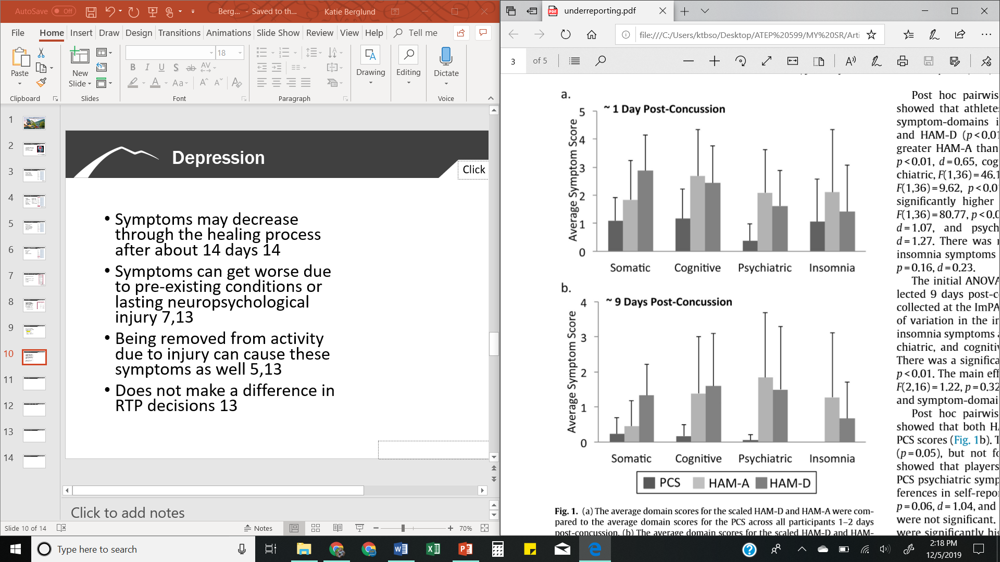 AutoSave Off
Berg... - Saved to th...
Katie Berglund
File Home Insert Draw Design Transitions Animations Slide Show Review View Help Tell me
Paste
New
Slide
18
B I U S ab AV
A Aa A A
Drawing
Editing
Dictate
Clipboard Slides Font Paragraph Voice
1
2
3
4
5
6
7
8
9
10
11
12
13
14
Depression
Click
• Symptoms may decrease
through the healing process
after about 14 days 14
• Symptoms can get worse due
to pre-existing conditions or
lasting neuropsychological
injury 7,13
• Being removed from activity
due to injury can cause these
symptoms as well 5,13
• Does not make a difference in
RTP decisions 13
Click to add notes
Slide 10 of 14
Notes
70%
underreporting.pdf
file:///C:/Users/ktbso/Desktop/ATEP%20599/MY%20SR/Arti
3 of 5
a.
~ 1 Day Post-Concussion
Average Symptom Score
5
4
3
2
1
0
Somatic Cognitive Psychiatric Insomnia
b.
~ 9 Days Post-Concussion
Average Symptom Score
4
3
2
1
0
Somatic Cognitive Psychiatric Insomnia
PCS HAM-A HAM-D
Fig. 1. (a) The average domain scores for the scaled HAM-D and HAM-A were com-
pared to the average domain scores for the PCS across all participants 1–2 days
post-concussion. (b) The average domain scores for the scaled HAM-D and HAM-
Post hoc pairwis
showed that athlete
symptom-domains i
and HAM-D (p<0.01
greater HAM-A than
p<0.01, d=0.65, cog
chiatric, F(1,36)=46.1
F(1,36)=9.62, p<0.0
significantly higher
F(1,36)=80.77, p<0.0
d=1.07, and psych
d=1.27. There was
insomnia symptoms
p=0.16, d=0.23.
The initial ANOVA
lected 9 days post-c
collected at the ImPA
of variation in the in
insomnia symptoms
chiatric, and cognitiv
There was a significa
p<0.01. The main eff
F(2,16)=1.22, p=0.32
and symptom-domai
Post hoc pairwis
showed that both HA
PCS scores (Fig. 1b). T
(p=0.05), but not fo
showed that players
PCS psychiatric symp
ferences in self-repo
p=0.06, d=1.04, and
were not significant.
were significantly hig
Type here to search
2:18 PM
12/5/2019